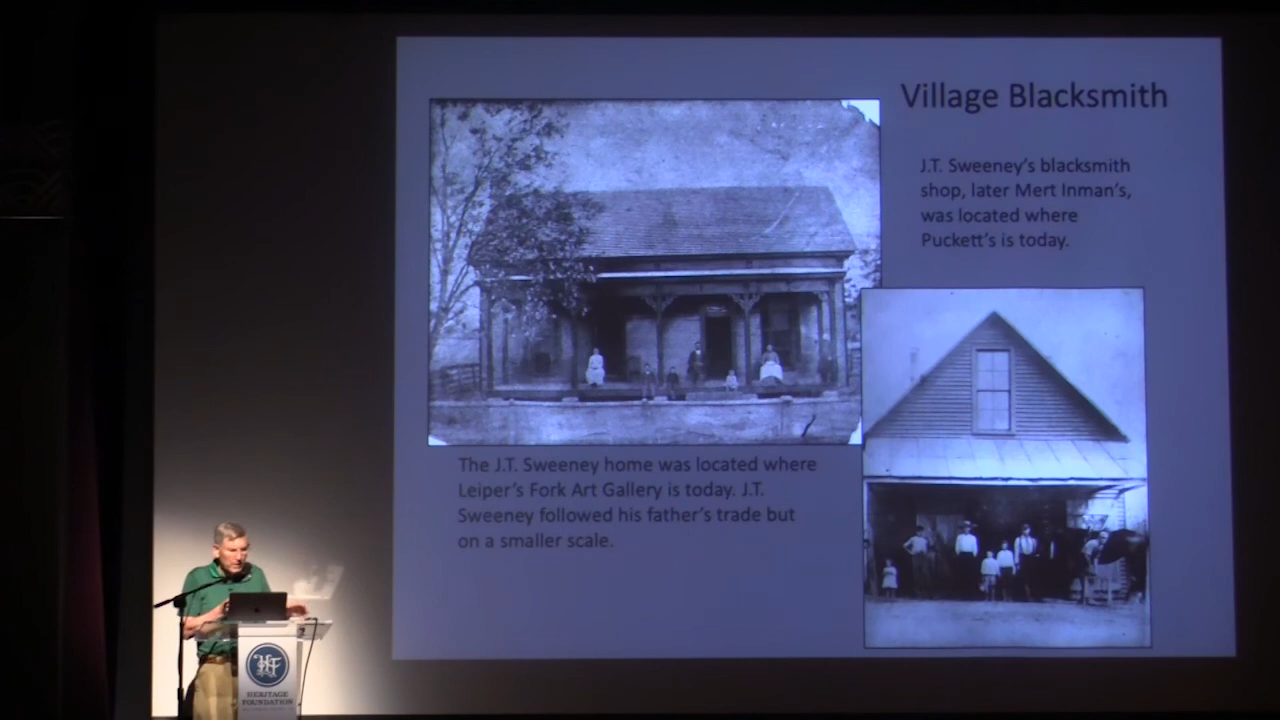 Village Blacksmith
J.T. Sweeney's blacksmith
shop, later Mert Inman's,
was located where
Puckett's is today.
The J.T. Sweeney home was located where
Leiper's Fork Art Gallery is today. J.T.
Sweeney followed his father's trade but
on a smaller scale.
HF
HERITAGE
FOUNDATION